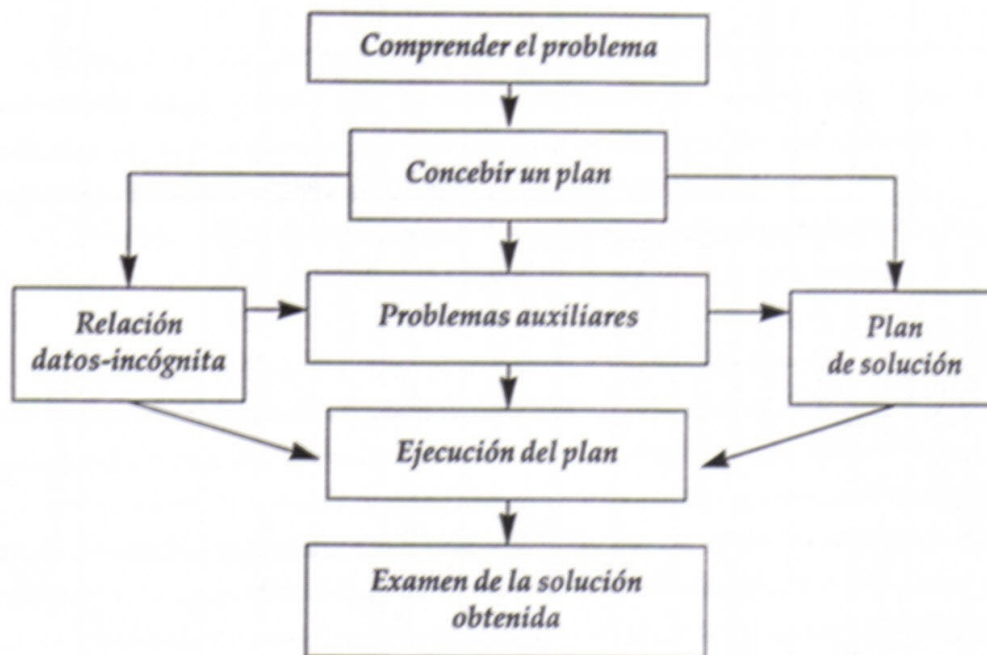 Comprender el problema
Concebir un plan
Relación
datos-incógnita
Problemas auxiliares
Plan
de solución
Ejecución del plan
Examen de la solución
obtenida